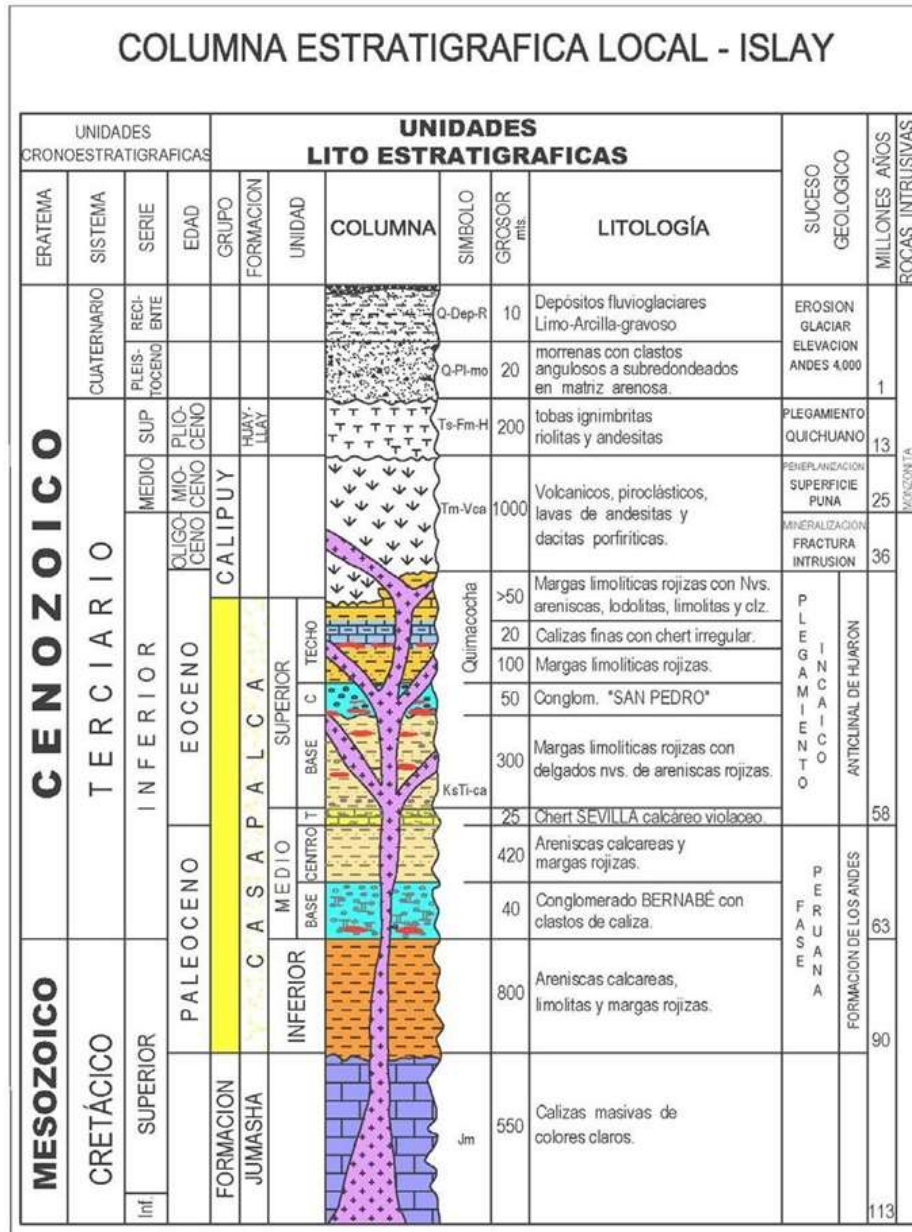 COLUMNA ESTRATIGRAFICA LOCAL - ISLAY
UNIDADES
CRONOESTRATIGRAFICAS
UNIDADES
LITO ESTRATIGRAFICAS
ERATEMA
SISTEMA
SERIE
EDAD
GRUPO
FORMACION
UNIDAD
COLUMNA
SIMBOLO
GROSOR
mts.
LITOLOGÍA
SUCESO
GEOLOGICO
MILLONES AÑOS
ROCAS INTRUSIVAS
CENOZOICO
MESOZOICO
CUATERNARIO
TERCIARIO
CRETÁCICO
RECI-
ENTE
PLEIS-
TOCENO
SUP
MEDIO
INFERIOR
SUPERIOR
Inf.
PLIO-
CENO
MIO-
CENO
OLIGO-
CENO
EOCENO
PALEOCENO
CALIPUY
HUAY-
LLAY
CASAPALCA
FORMACION
JUMASHA
SUPERIOR
TECHO
C
BASE
MEDIO
T
CENTRO
BASE
INFERIOR
Q-Dep-R
10
Depósitos fluvioglaciares
Limo-Arcilla-gravoso
Q-Pl-mo
20
morrenas con clastos
angulosos a subredondeados
en matriz arenosa.
Ts-Fm-H
200
tobas ignimbritas
riolitas y andesitas
Tm-Vca
1000
Volcanicos, piroclásticos,
lavas de andesitas y
dacitas porfiríticas.
Quimacocha
>50
Margas limolíticas rojizas con Nvs.
areniscas, lodolitas, limolitas y clz.
20
Calizas finas con chert irregular.
100
Margas limolíticas rojizas.
50
Conglom. "SAN PEDRO"
KsTi-ca
300
Margas limolíticas rojizas con
delgados nvs. de areniscas rojizas.
25
Chert SEVILLA calcáreo violaceo.
420
Areniscas calcareas y
margas rojizas.
40
Conglomerado BERNABÉ con
clastos de caliza.
800
Areniscas calcareas,
limolitas y margas rojizas.
Jm
550
Calizas masivas de
colores claros.
EROSION
GLACIAR
ELEVACION
ANDES 4,000
PLEGAMIENTO
QUICHUANO
PENEPLANIZACION
SUPERFICIE
PUNA
MINERALIZACIÓN
FRACTURA
INTRUSION
PLEGAMIENTO
INCAICO
ANTICLINAL DE HUARON
FASE
PERUANA
FORMACION DE LOS ANDES
1
13
25
36
58
63
90
113
MONZONITA